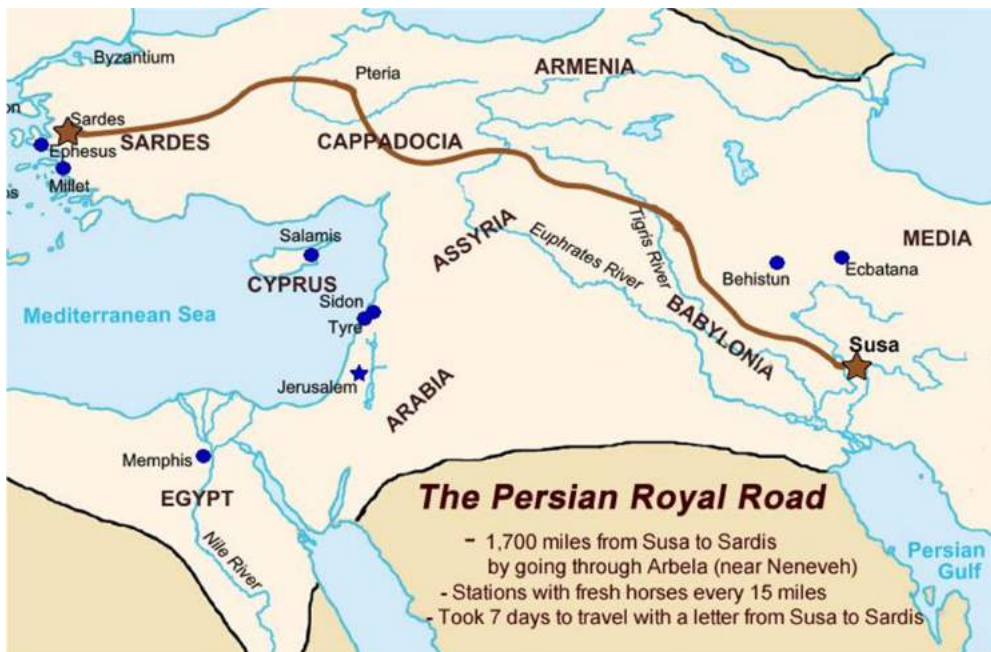 Byzantium
Pteria
ARMENIA
on
Sardes
SARDES
CAPPADOCIA
Ephesus
Millet
ns
Salamis
CYPRUS
ASSYRIA
Euphrates River
Tigris River
MEDIA
Behistun
Ecbatana
Mediterranean Sea
Sidon
Tyre
BABYLONIA
Susa
Jerusalem
ARABIA
Memphis
EGYPT
Nile River
The Persian Royal Road
- 1,700 miles from Susa to Sardis
by going through Arbela (near Neneveh)
- Stations with fresh horses every 15 miles
- Took 7 days to travel with a letter from Susa to Sardis
Persian
Gulf